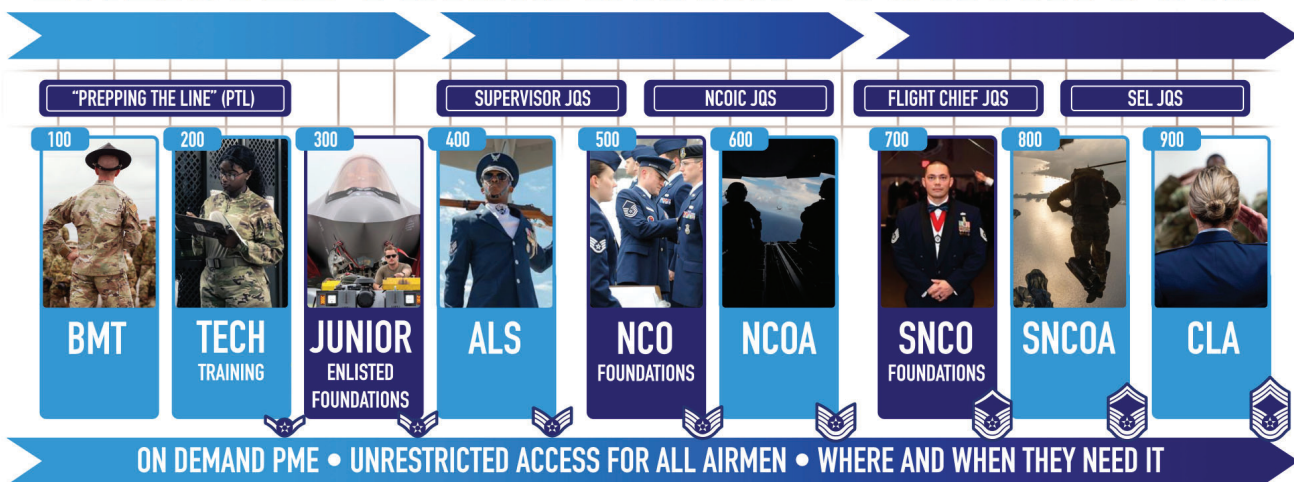 "PREPPING THE LINE" (PTL)
SUPERVISOR JQS
NCOIC JQS
FLIGHT CHIEF JQS
SEL JQS
100
200
300
400
500
600
700
800
900
BMT
TECH
TRAINING
JUNIOR
ENLISTED
FOUNDATIONS
ALS
NCO
FOUNDATIONS
NCOA
SNCO
FOUNDATIONS
SNCOA
CLA
ON DEMAND PME • UNRESTRICTED ACCESS FOR ALL AIRMEN • WHERE AND WHEN THEY NEED IT